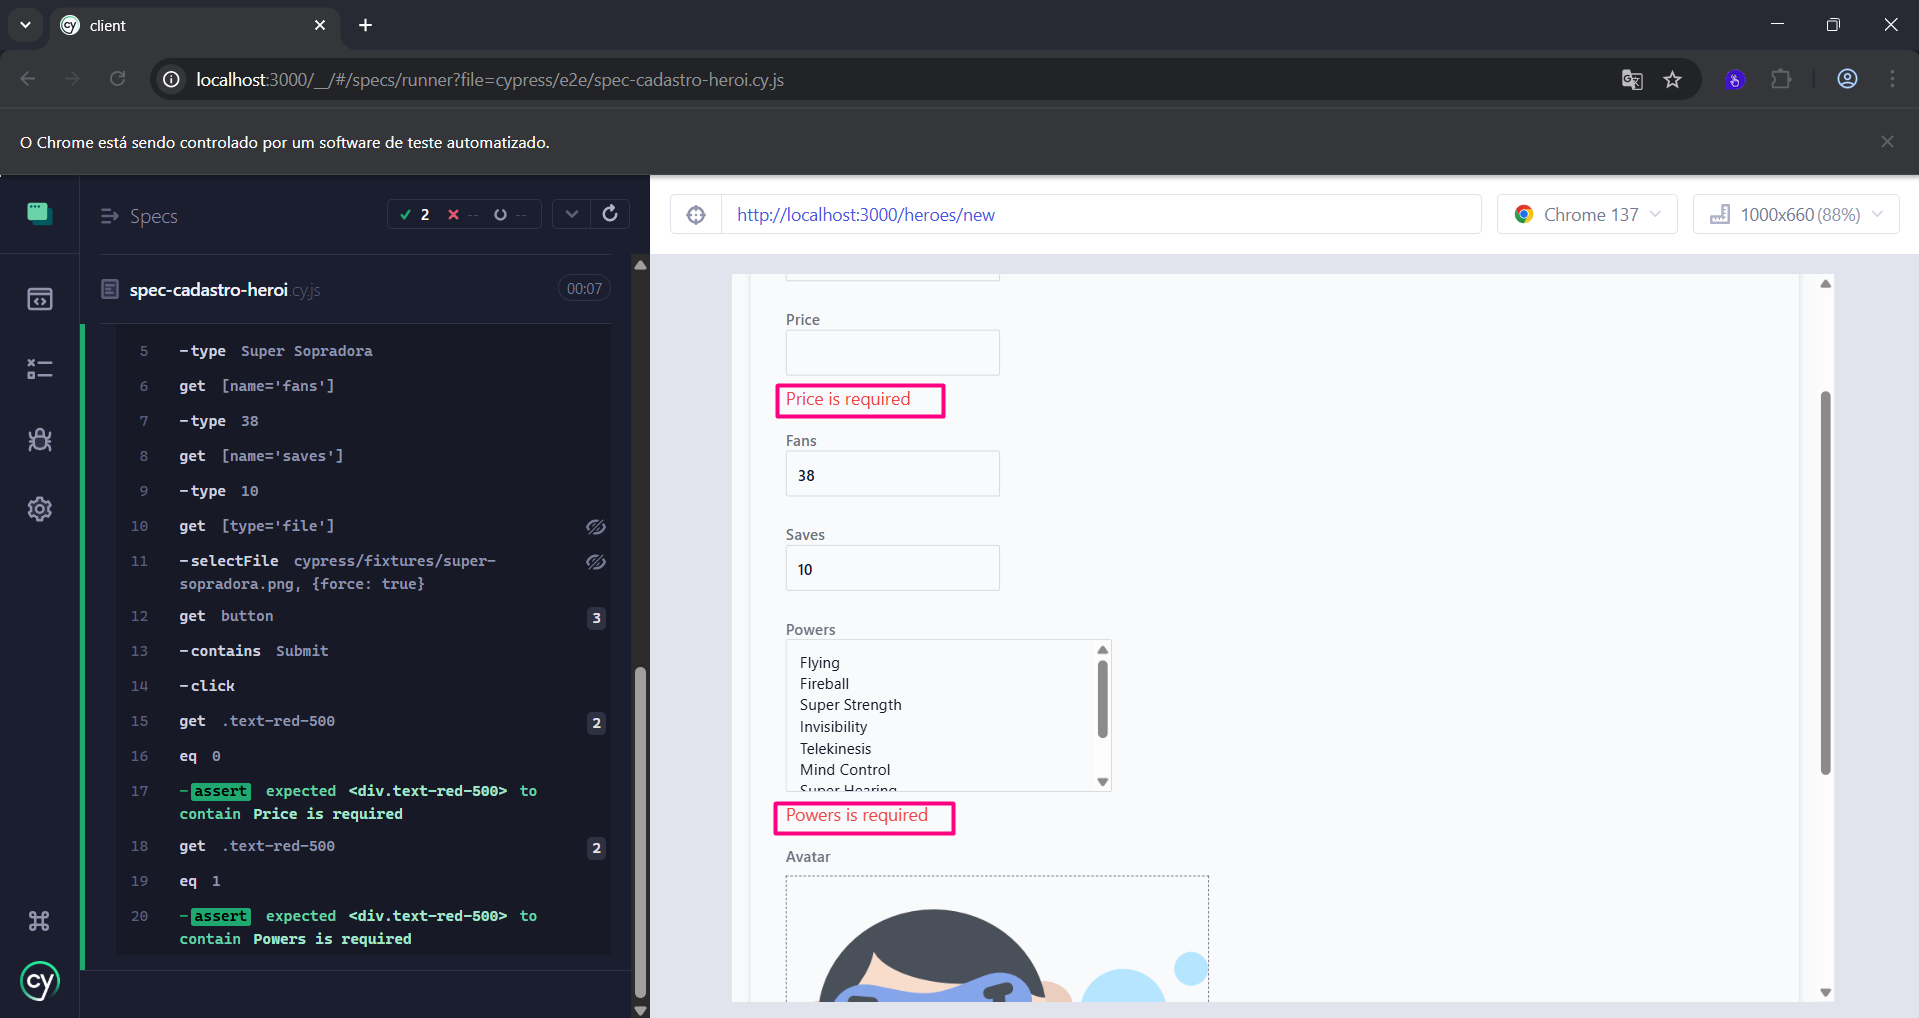 client
localhost:3000/__/#/specs/runner?file=cypress/e2e/spec-cadastro-heroi.cy.js
O Chrome está sendo controlado por um software de teste automatizado.
Specs
2 -- --
spec-cadastro-heroi.cy.js
00:07
5 -type Super Sopradora
6 get [name='fans']
7 -type 38
8 get [name='saves']
9 -type 10
10 get [type='file']
11 -selectFile cypress/fixtures/super-
sopradora.png, {force: true}
12 get button 3
13 -contains Submit
14 -click
15 get .text-red-500 2
16 eq 0
17 -assert expected <div.text-red-500> to
contain Price is required
18 get .text-red-500 2
19 eq 1
20 -assert expected <div.text-red-500> to
contain Powers is required
cy
http://localhost:3000/heroes/new
Chrome 137
1000x660 (88%)
Price
Price is required
Fans
38
Saves
10
Powers
Flying
Fireball
Super Strength
Invisibility
Telekinesis
Mind Control
Super Hearing
Powers is required
Avatar